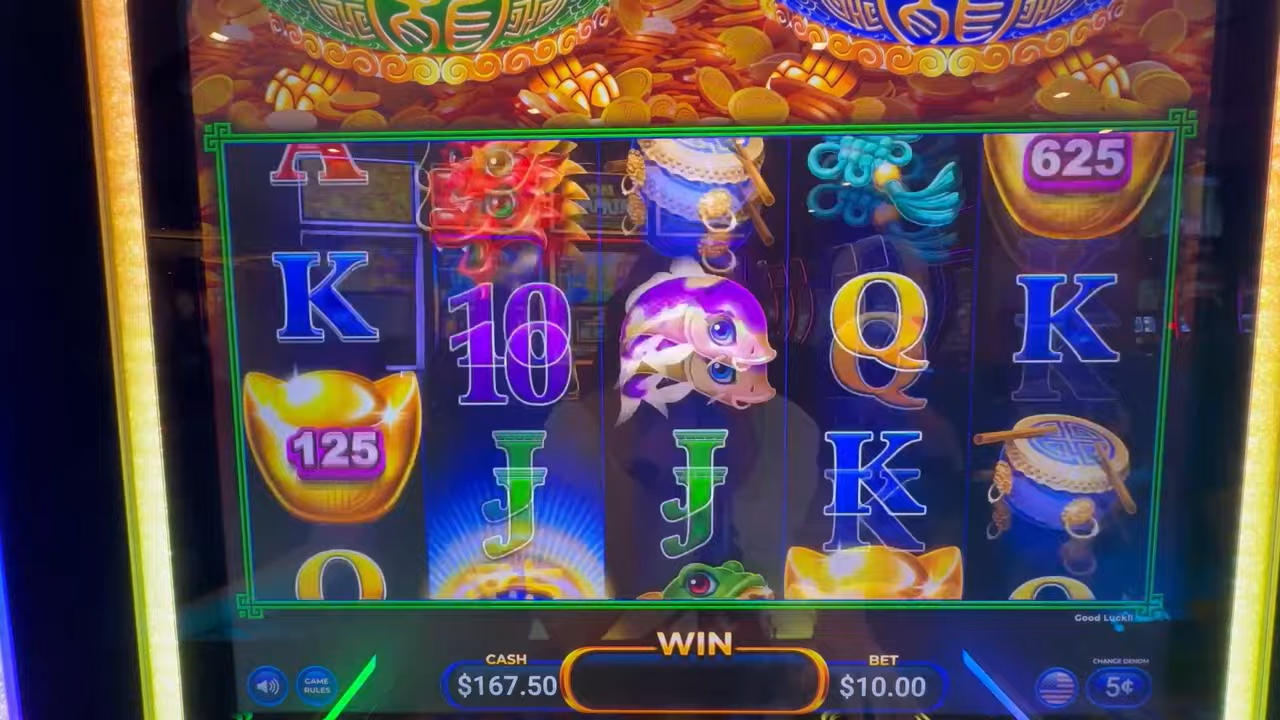 A
625
K
10
Q
K
125
J
J
K
Q
Q
Good Luck!!
WIN
CASH
BET
CHANGE DENOM
GAME
RULES
$167.50
$10.00
5¢